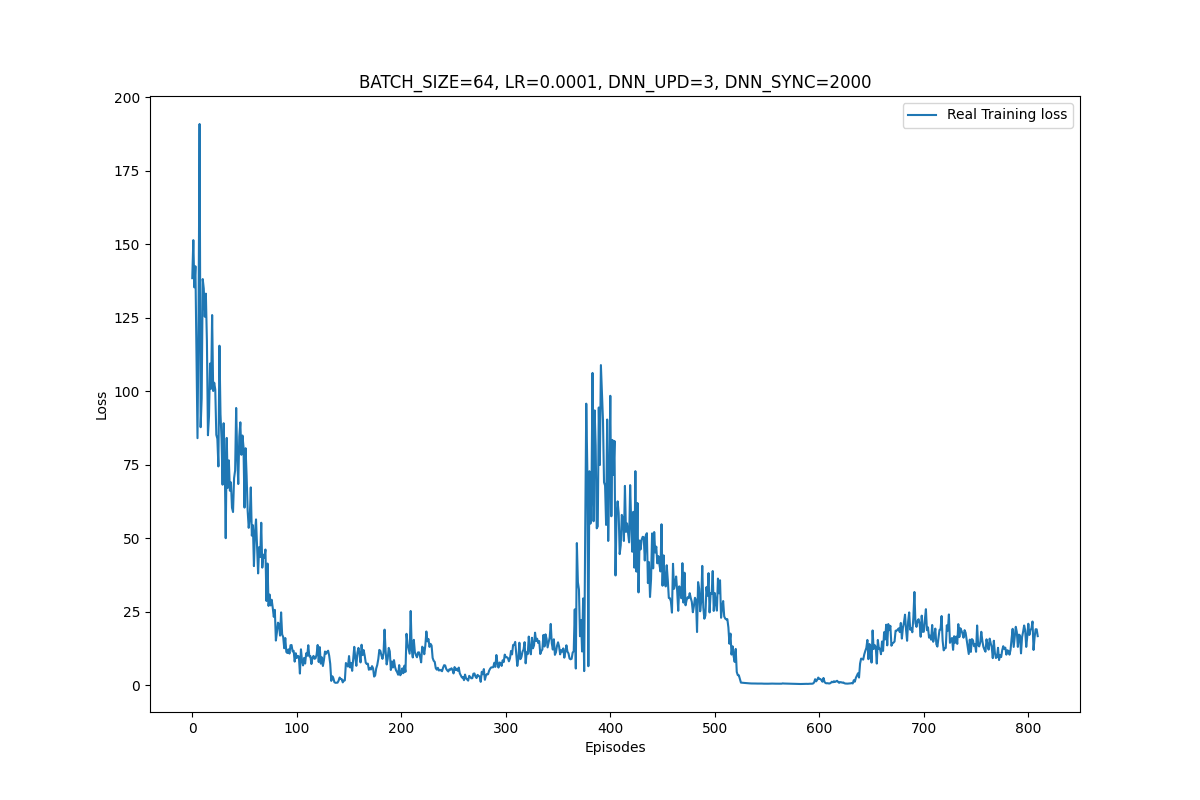 BATCH_SIZE=64, LR=0.0001, DNN_UPD=3, DNN_SYNC=2000
Real Training loss
200
175
150
125
100
75
50
25
0
Loss
0 100 200 300 400 500 600 700 800
Episodes